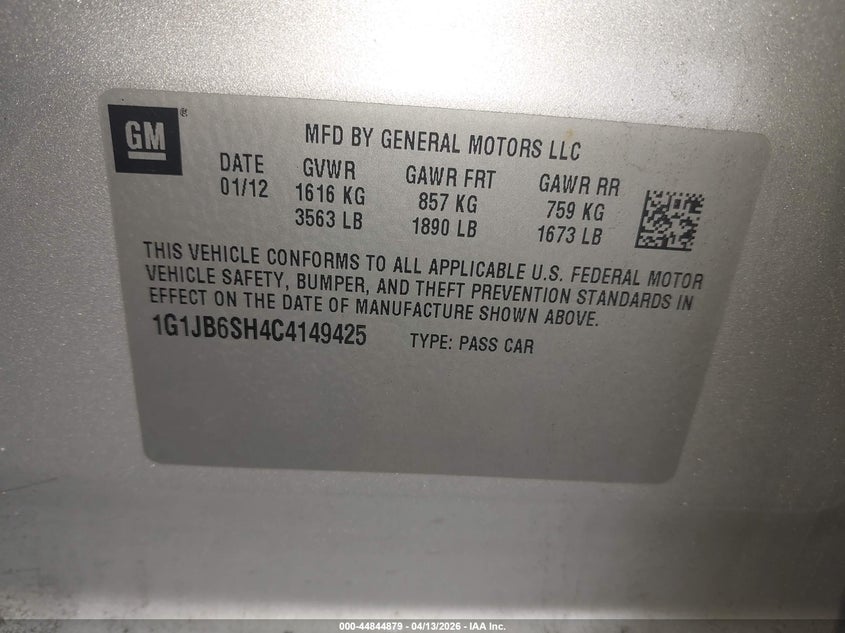 GM®
MFD BY GENERAL MOTORS LLC
DATE GVWR GAWR FRT GAWR RR
01/12 1616 KG 857 KG 759 KG
3563 LB 1890 LB 1673 LB
THIS VEHICLE CONFORMS TO ALL APPLICABLE U.S. FEDERAL MOTOR
VEHICLE SAFETY, BUMPER, AND THEFT PREVENTION STANDARDS IN
EFFECT ON THE DATE OF MANUFACTURE SHOWN ABOVE.
1G1JB6SH4C4149425 TYPE: PASS CAR
000-44844879 - 04/13/2026 - IAA Inc.